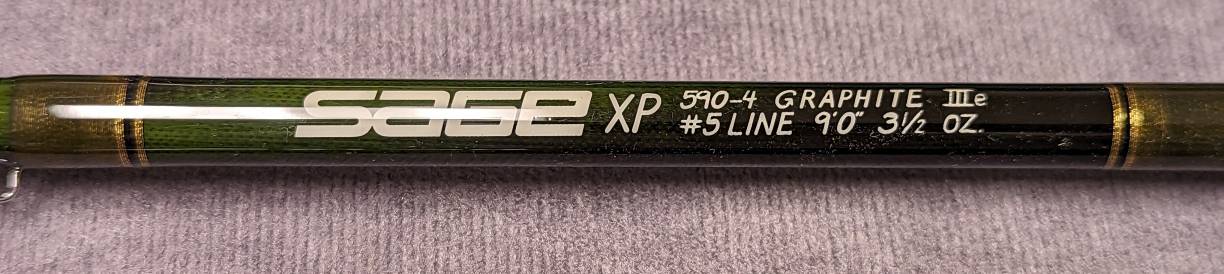 SAGE XP 590-4 GRAPHITE IIIe
#5 LINE 9'0" 3½ OZ.